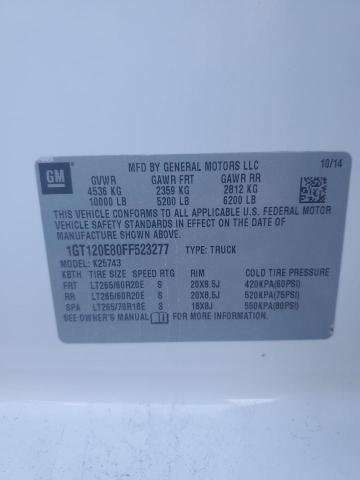 GM
MFD BY GENERAL MOTORS LLC 10/14
GVWR GAWR FRT GAWR RR
4536 KG 2359 KG 2812 KG
10000 LB 5200 LB 6200 LB
THIS VEHICLE CONFORMS TO ALL APPLICABLE U.S. FEDERAL MOTOR
VEHICLE SAFETY STANDARDS IN EFFECT ON THE DATE OF
MANUFACTURE SHOWN ABOVE.
1GT120E80FF523277 TYPE: TRUCK
MODEL: K25743
KBTH TIRE SIZE SPEED RTG RIM COLD TIRE PRESSURE
FRT LT265/60R20E S 20X8.5J 420KPA(60PSI)
RR LT265/60R20E S 20X8.5J 520KPA(75PSI)
SPA LT265/70R18E S 18X8J 550KPA(80PSI)
SEE OWNER'S MANUAL FOR ADDITIONAL INFORMATION.